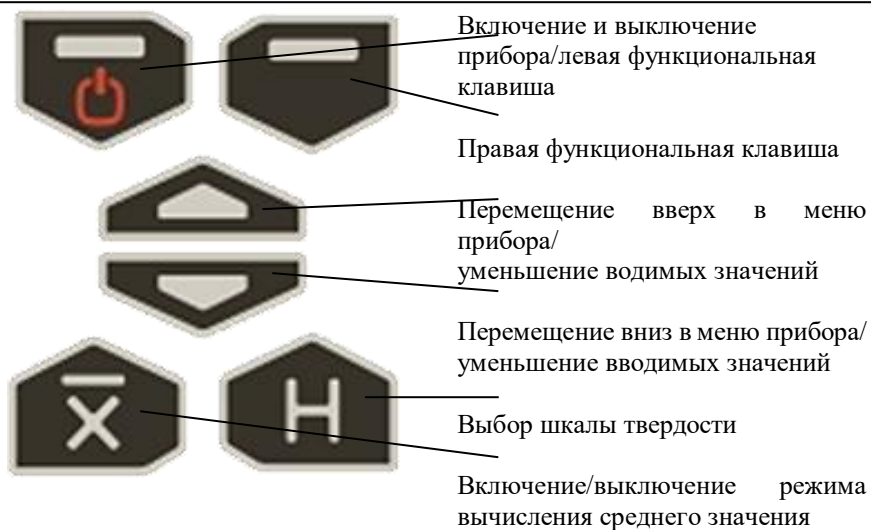 Включение и выключение
прибора/левая функциональная
клавиша
Правая функциональная клавиша
Перемещение вверх в меню
прибора/
уменьшение водимых значений
Перемещение вниз в меню прибора/
уменьшение вводимых значений
X
H
Выбор шкалы твердости
Включение/выключение режима
вычисления среднего значения